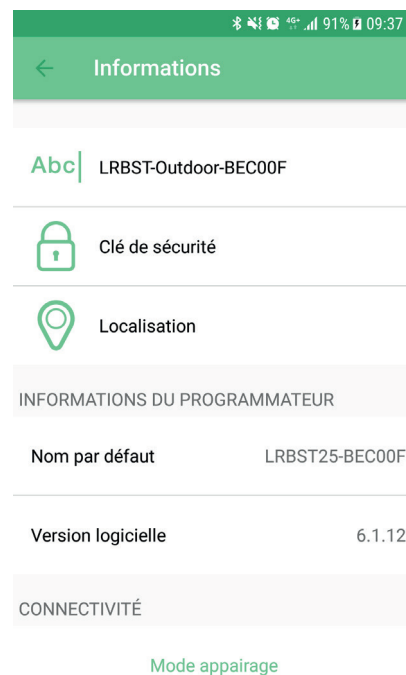 4G+ 91% 09:37
Informations
Abc LRBST-Outdoor-BEC00F
Clé de sécurité
Localisation
INFORMATIONS DU PROGRAMMATEUR
Nom par défaut LRBST25-BEC00F
Version logicielle 6.1.12
CONNECTIVITÉ
Mode appairage